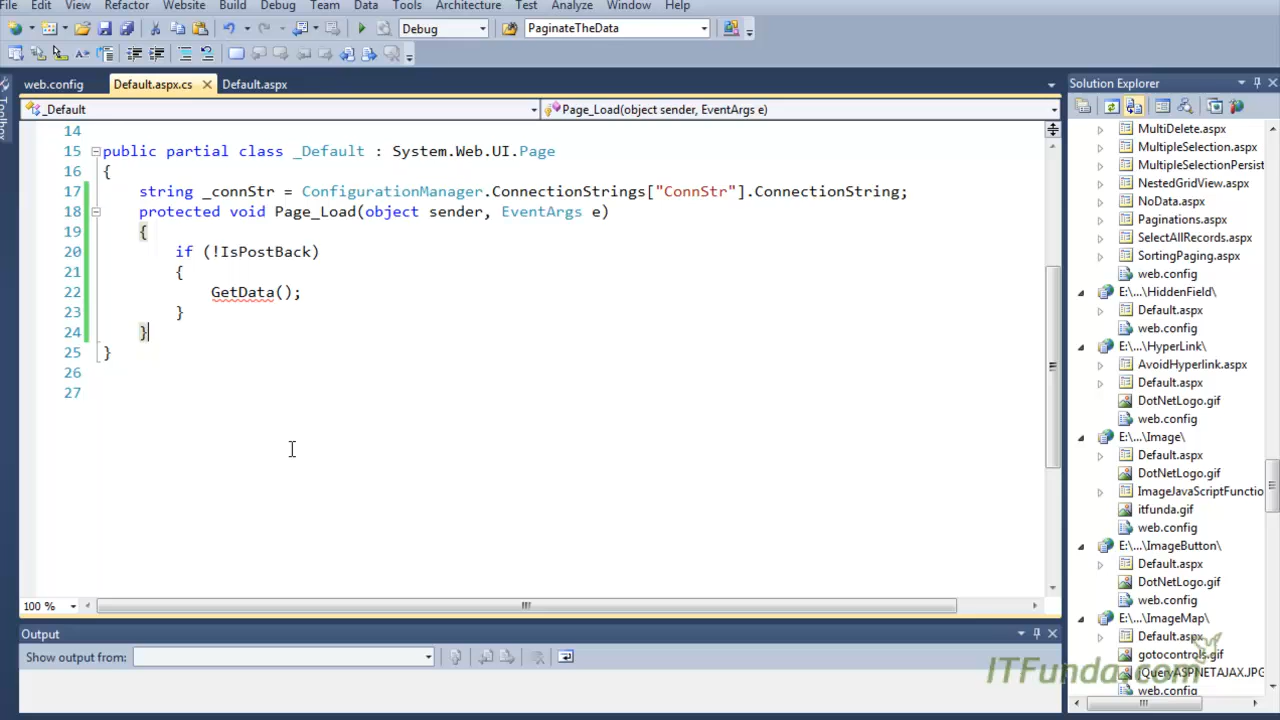 File Edit View Refactor Website Build Debug Team Data Tools Architecture Test Analyze Window Help
Debug PaginateTheData
web.config Default.aspx.cs Default.aspx
Solution Explorer
_Default Page_Load(object sender, EventArgs e)
Toolbox
14
15 public partial class _Default : System.Web.UI.Page
16 {
17 string _connStr = ConfigurationManager.ConnectionStrings["ConnStr"].ConnectionString;
18 protected void Page_Load(object sender, EventArgs e)
19 {
20 if (!IsPostBack)
21 {
22 GetData();
23 }
24 }
25 }
26
27
100 %
Output
Show output from:
MultiDelete.aspx
MultipleSelection.aspx
MultipleSelectionPersist
NestedGridView.aspx
NoData.aspx
Paginations.aspx
SelectAllRecords.aspx
SortingPaging.aspx
web.config
E:\...\HiddenField\
Default.aspx
web.config
E:\...\HyperLink\
AvoidHyperlink.aspx
Default.aspx
DotNetLogo.gif
web.config
E:\...\Image\
Default.aspx
DotNetLogo.gif
ImageJavaScriptFunctio
itfunda.gif
web.config
E:\...\ImageButton\
Default.aspx
DotNetLogo.gif
web.config
E:\...\ImageMap\
Default.aspx
gotocontrols.gif
jQueryASPNETAJAX.JPG
web.config
ITFunda.com